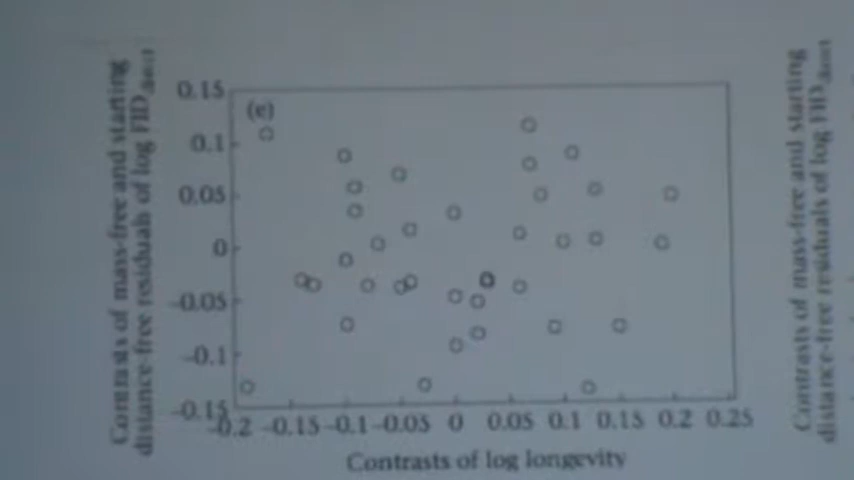 Contrasts of mass-free and starting
distance-free residuals of log FID
(e)
0.15
0.1
0.05
0
-0.05
-0.1
-0.15
-0.2 -0.15 -0.1 -0.05 0 0.05 0.1 0.15 0.2 0.25
Contrasts of log longevity
Contrasts of mass-free and starting
distance-free residuals of log FID